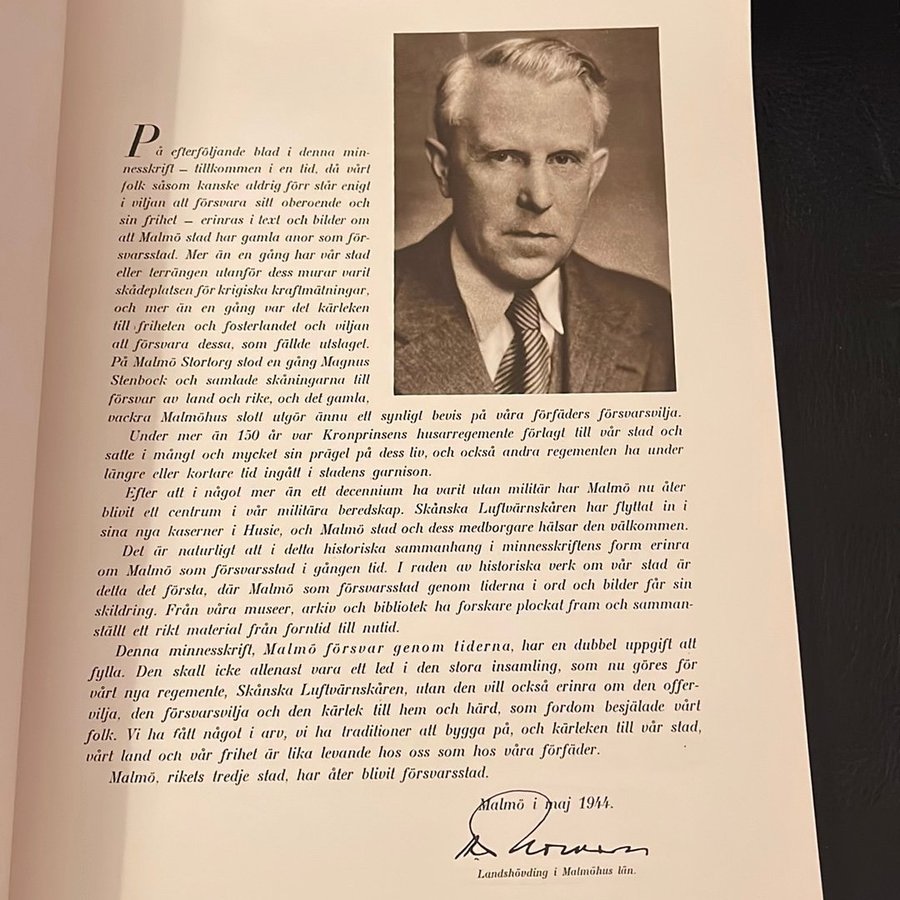 På efterföljande blad i denna min-
nesskrift — tillkommen i en tid, då vårt
folk såsom kanske aldrig förr står enigt
i viljan att försvara sitt oberoende och
sin frihet — erinras i text och bilder om
att Malmö stad har gamla anor som för-
svarsstad. Mer än en gång har vår stad
eller terrängen utanför dess murar varit
skådeplatsen för krigiska kraftmätningar,
och mer än en gång var det kärleken
till friheten och fosterlandet och viljan
att försvara dessa, som fällde utslaget.
På Malmö Stortorg stod en gång Magnus
Stenbock och samlade skåningarna till
försvar av land och rike, och det gamla,
vackra Malmöhus slott utgör ännu ett synligt bevis på våra förfäders försvarsvilja.
Under mer än 150 år var Kronprinsens husarregemente förlagt till vår stad och
satte i mångt och mycket sin prägel på dess liv, och också andra regementen ha under
längre eller kortare tid ingått i stadens garnison.
Efter att i något mer än ett decennium ha varit utan militär har Malmö nu åter
blivit ett centrum i vår militära beredskap. Skånska Luftvärnskåren har flyttat in i
sina nya kaserner i Husie, och Malmö stad och dess medborgare hälsar den välkommen.
Det är naturligt att i detta historiska sammanhang i minnesskriftens form erinra
om Malmö som försvarsstad i gången tid. I raden av historiska verk om vår stad är
detta det första, där Malmö som försvarsstad genom tiderna i ord och bilder får sin
skildring. Från våra museer, arkiv och bibliotek ha forskare plockat fram och samman-
ställt ett rikt material från forntid till nutid.
Denna minnesskrift, Malmö försvar genom tiderna, har en dubbel uppgift att
fylla. Den skall icke allenast vara ett led i den stora insamling, som nu göres för
vårt nya regemente, Skånska Luftvärnskåren, utan den vill också erinra om den offer-
vilja, den försvarsvilja och den kärlek till hem och härd, som fordom besjälade vårt
folk. Vi ha fått något i arv, vi ha traditioner att bygga på, och kärleken till vår stad,
vårt land och vår frihet är lika levande hos oss som hos våra förfäder.
Malmö, rikets tredje stad, har åter blivit försvarsstad.
Malmö i maj 1944.
Landshövding i Malmöhus län.